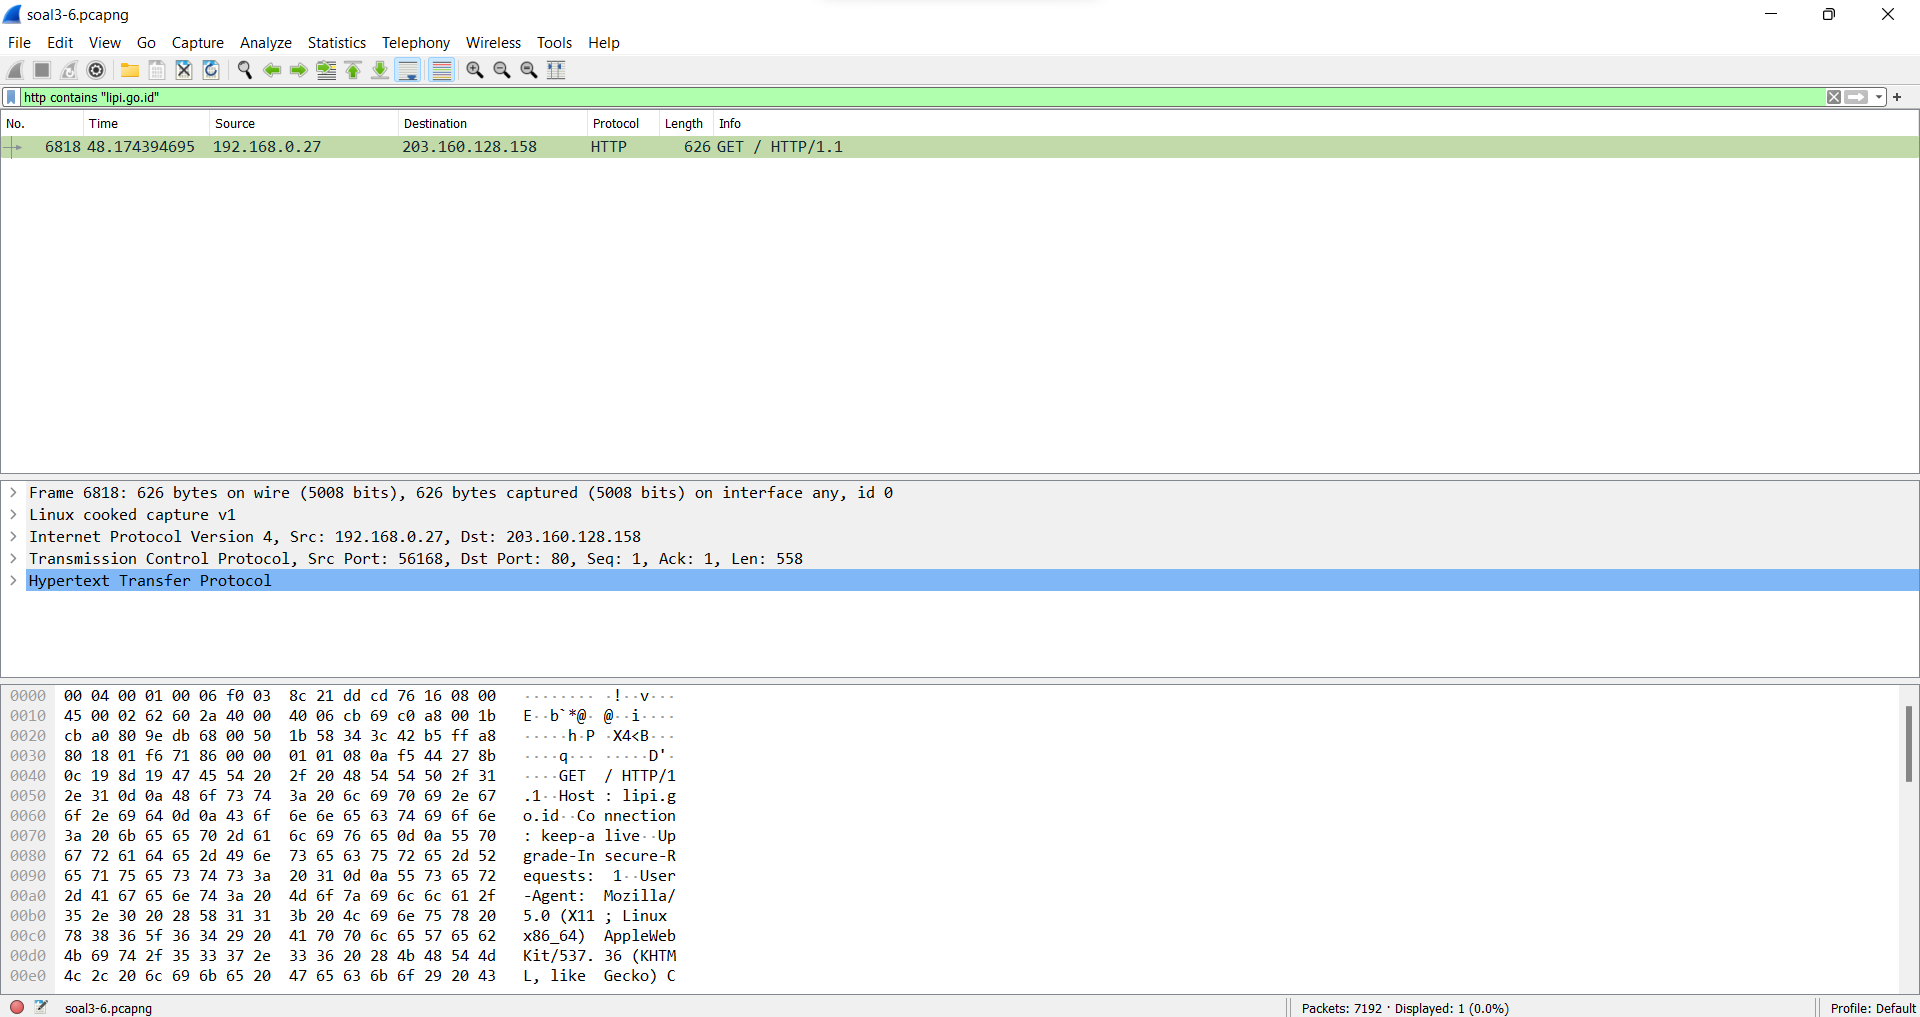 soal3-6.pcapng
File Edit View Go Capture Analyze Statistics Telephony Wireless Tools Help
http contains "lipi.go.id"
No. Time Source Destination Protocol Length Info
6818 48.174394695 192.168.0.27 203.160.128.158 HTTP 626 GET / HTTP/1.1
Frame 6818: 626 bytes on wire (5008 bits), 626 bytes captured (5008 bits) on interface any, id 0
Linux cooked capture v1
Internet Protocol Version 4, Src: 192.168.0.27, Dst: 203.160.128.158
Transmission Control Protocol, Src Port: 56168, Dst Port: 80, Seq: 1, Ack: 1, Len: 558
Hypertext Transfer Protocol
0000 00 04 00 01 00 06 f0 03 8c 21 dd cd 76 16 08 00 ········ ·!··v···
0010 45 00 02 62 60 2a 40 00 40 06 cb 69 c0 a8 00 1b E··b`*@· @··i····
0020 cb a0 80 9e db 68 00 50 1b 58 34 3c 42 b5 ff a8 ·····h·P ·X4<B···
0030 80 18 01 f6 71 86 00 00 01 01 08 0a f5 44 27 8b ····q··· ·····D'·
0040 0c 19 8d 19 47 45 54 20 2f 20 48 54 54 50 2f 31 ····GET / HTTP/1
0050 2e 31 0d 0a 48 6f 73 74 3a 20 6c 69 70 69 2e 67 .1··Host : lipi.g
0060 6f 2e 69 64 0d 0a 43 6f 6e 6e 65 63 74 69 6f 6e o.id··Co nnection
0070 3a 20 6b 65 65 70 2d 61 6c 69 76 65 0d 0a 55 70 : keep-a live··Up
0080 67 72 61 64 65 2d 49 6e 73 65 63 75 72 65 2d 52 grade-In secure-R
0090 65 71 75 65 73 74 73 3a 20 31 0d 0a 55 73 65 72 equests: 1··User
00a0 2d 41 67 65 6e 74 3a 20 4d 6f 7a 69 6c 6c 61 2f -Agent: Mozilla/
00b0 35 2e 30 20 28 58 31 31 3b 20 4c 69 6e 75 78 20 5.0 (X11 ; Linux
00c0 78 38 36 5f 36 34 29 20 41 70 70 6c 65 57 65 62 x86_64) AppleWeb
00d0 4b 69 74 2f 35 33 37 2e 33 36 20 28 4b 48 54 4d Kit/537. 36 (KHTM
00e0 4c 2c 20 6c 69 6b 65 20 47 65 63 6b 6f 29 20 43 L, like Gecko) C
soal3-6.pcapng Packets: 7192 · Displayed: 1 (0.0%) Profile: Default